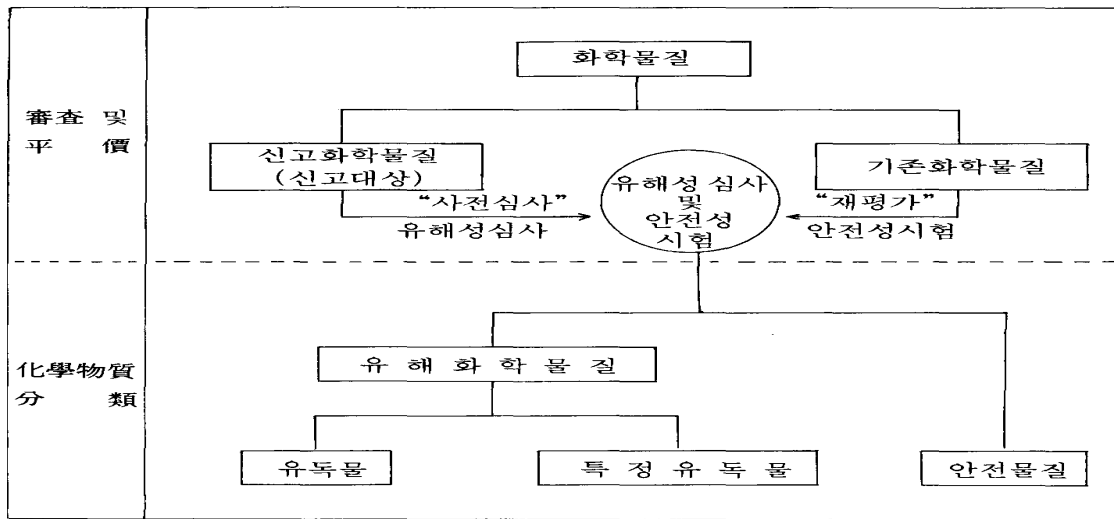 화학물질
審査 및
平 價
신고화학물질
(신고대상)
기존화학물질
유해성 심사
및
안전성
시험
“사전심사”
유해성심사
“재평가”
안전성시험
化學物質
分 類
유 해 화 학 물 질
유독물
특 정 유 독 물
안전물질